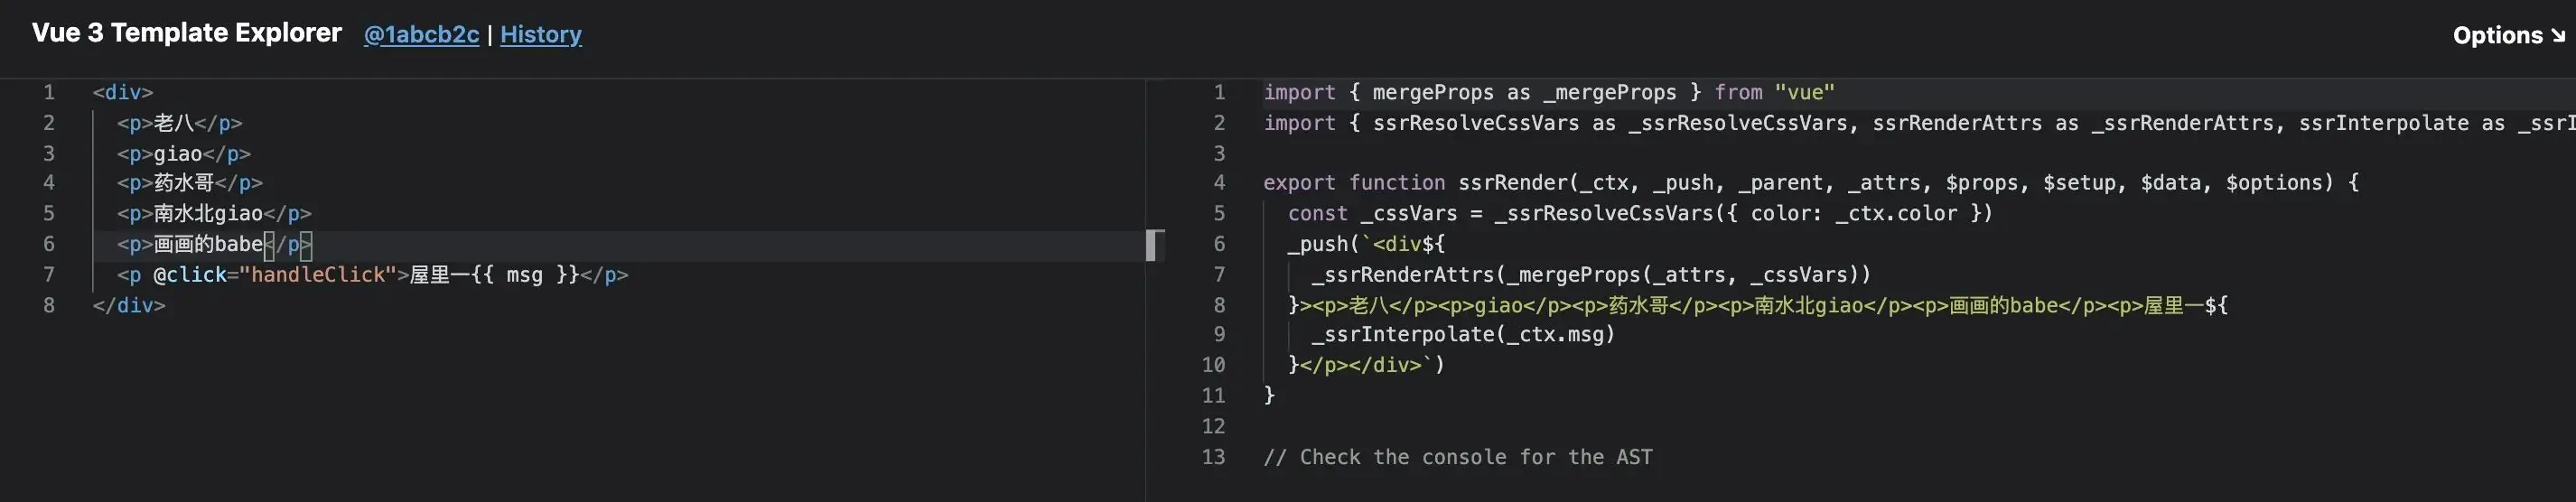 Vue 3 Template Explorer @1abcb2c | History
Options ↘
1 <div>
2 <p>老八</p>
3 <p>giao</p>
4 <p>药水哥</p>
5 <p>南水北giao</p>
6 <p>画画的babe</p>
7 <p @click="handleClick">屋里一{{ msg }}</p>
8 </div>
1 import { mergeProps as _mergeProps } from "vue"
2 import { ssrResolveCssVars as _ssrResolveCssVars, ssrRenderAttrs as _ssrRenderAttrs, ssrInterpolate as _ssrI
3
4 export function ssrRender(_ctx, _push, _parent, _attrs, $props, $setup, $data, $options) {
5 const _cssVars = _ssrResolveCssVars({ color: _ctx.color })
6 _push(`<div${
7 _ssrRenderAttrs(_mergeProps(_attrs, _cssVars))
8 }><p>老八</p><p>giao</p><p>药水哥</p><p>南水北giao</p><p>画画的babe</p><p>屋里一${
9 _ssrInterpolate(_ctx.msg)
10 }</p></div>`)
11 }
12
13 // Check the console for the AST